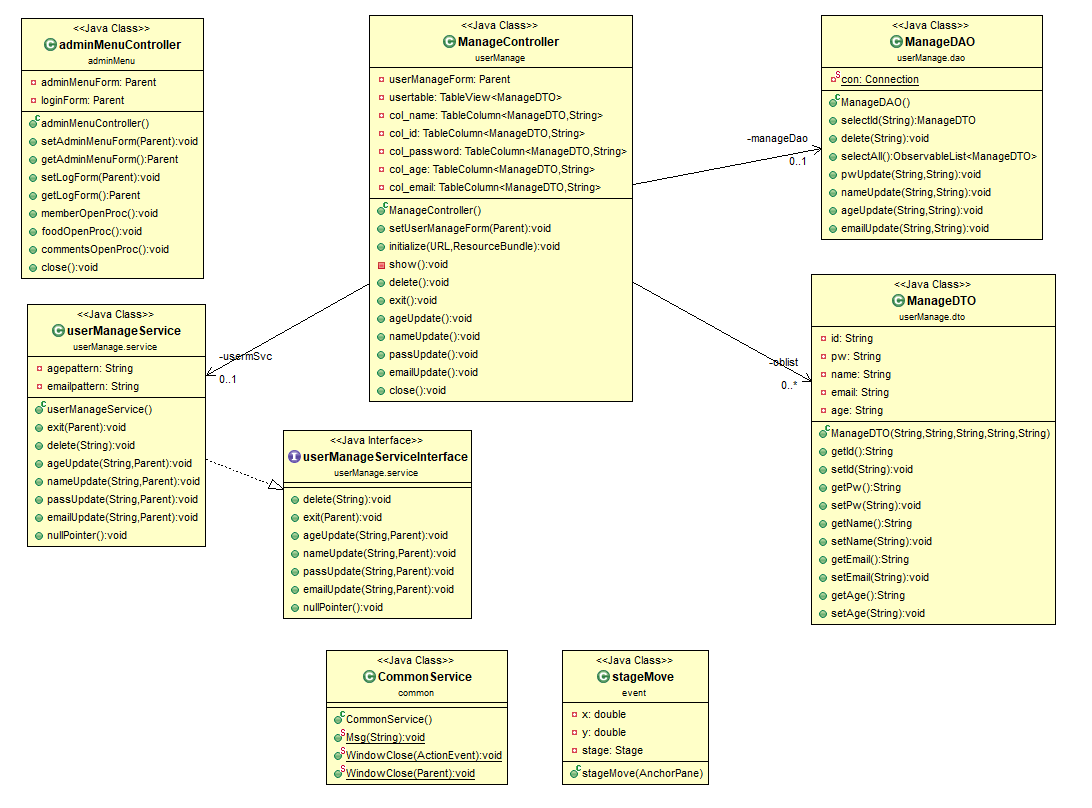 <<Java Class>>
adminMenuController
adminMenu
adminMenuForm: Parent
loginForm: Parent
adminMenuController()
setAdminMenuForm(Parent):void
getAdminMenuForm():Parent
setLogForm(Parent):void
getLogForm():Parent
memberOpenProc():void
foodOpenProc():void
commentsOpenProc():void
close():void
<<Java Class>>
ManageController
userManage
userManageForm: Parent
usertable: TableView<ManageDTO>
col_name: TableColumn<ManageDTO,String>
col_id: TableColumn<ManageDTO,String>
col_password: TableColumn<ManageDTO,String>
col_age: TableColumn<ManageDTO,String>
col_email: TableColumn<ManageDTO,String>
ManageController()
setUserManageForm(Parent):void
initialize(URL,ResourceBundle):void
show():void
delete():void
exit():void
ageUpdate():void
nameUpdate():void
passUpdate():void
emailUpdate():void
close():void
<<Java Class>>
ManageDAO
userManage.dao
con: Connection
ManageDAO()
selectId(String):ManageDTO
delete(String):void
selectAll():ObservableList<ManageDTO>
pwUpdate(String,String):void
nameUpdate(String,String):void
ageUpdate(String,String):void
emailUpdate(String,String):void
-manageDao
0..1
<<Java Class>>
userManageService
userManage.service
agepattern: String
emailpattern: String
userManageService()
exit(Parent):void
delete(String):void
ageUpdate(String,Parent):void
nameUpdate(String,Parent):void
passUpdate(String,Parent):void
emailUpdate(String,Parent):void
nullPointer():void
-usermSvc
0..1
<<Java Class>>
ManageDTO
userManage.dto
id: String
pw: String
name: String
email: String
age: String
ManageDTO(String,String,String,String,String)
getId():String
setId(String):void
getPw():String
setPw(String):void
getName():String
setName(String):void
getEmail():String
setEmail(String):void
getAge():String
setAge(String):void
-oblist
0..*
<<Java Interface>>
userManageServiceInterface
userManage.service
delete(String):void
exit(Parent):void
ageUpdate(String,Parent):void
nameUpdate(String,Parent):void
passUpdate(String,Parent):void
emailUpdate(String,Parent):void
nullPointer():void
<<Java Class>>
CommonService
common
CommonService()
Msg(String):void
WindowClose(ActionEvent):void
WindowClose(Parent):void
<<Java Class>>
stageMove
event
x: double
y: double
stage: Stage
stageMove(AnchorPane)